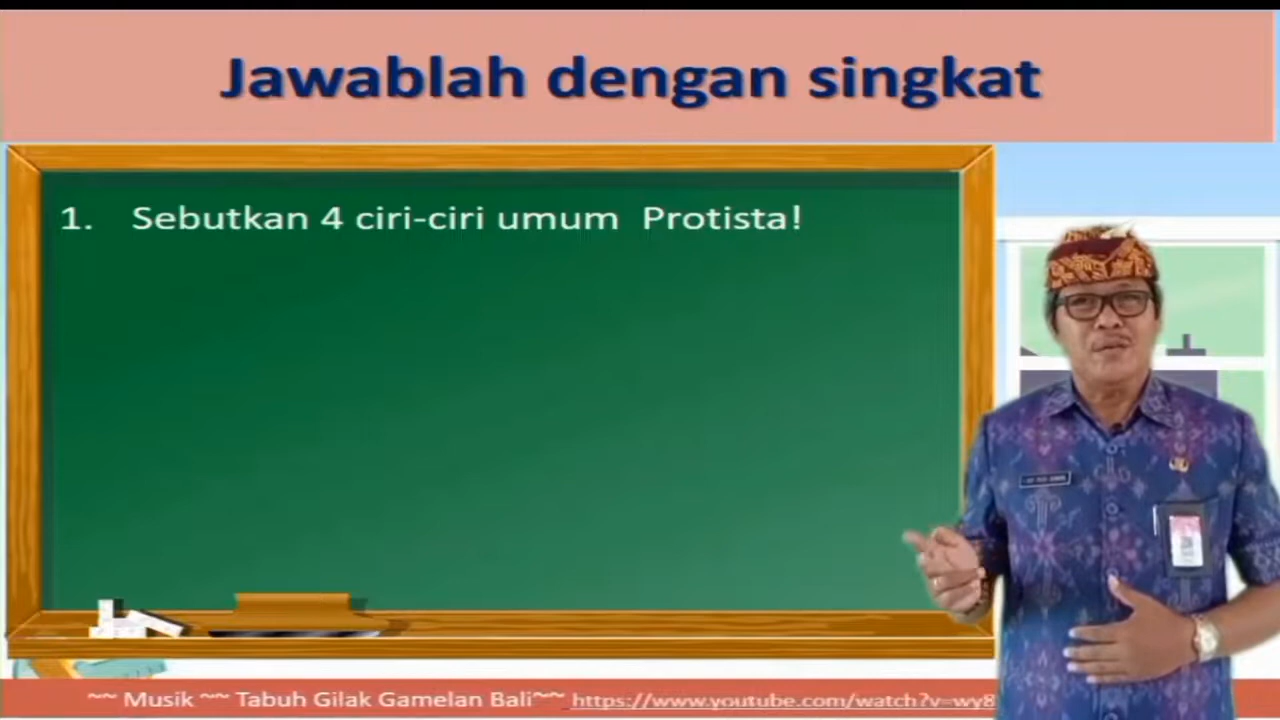 Jawablah dengan singkat
1. Sebutkan 4 ciri-ciri umum Protista!
~~ Musik ~~ Tabuh Gilak Gamelan Bali~~ https://www.youtube.com/watch?v=wy8